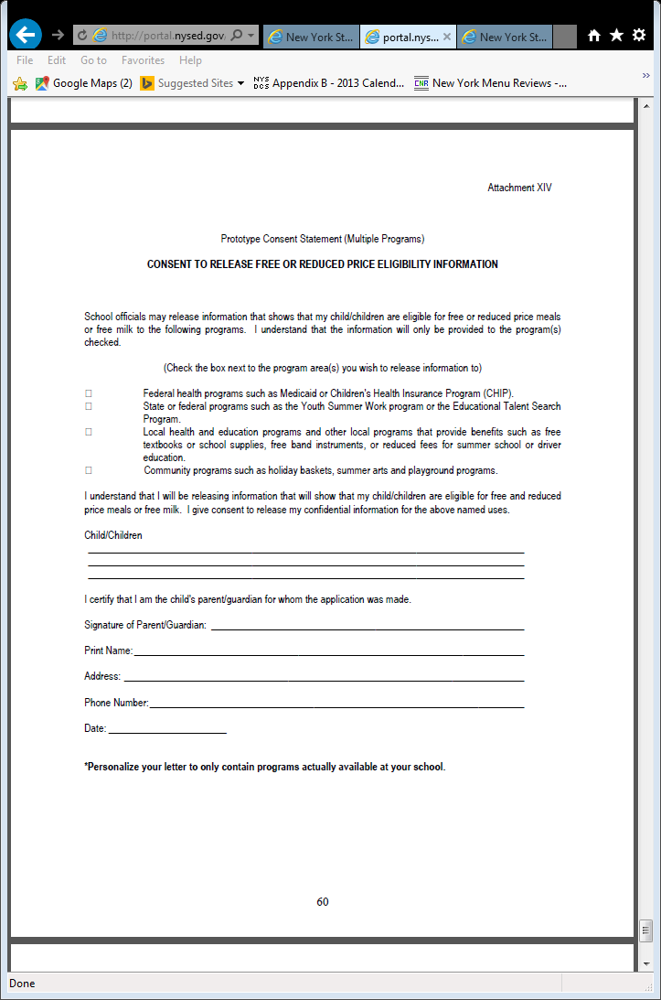 http://portal.nysed.gov.
New York St...
portal.nys...
New York St...
File Edit Go to Favorites Help
Google Maps (2)
Suggested Sites
NYS DCS Appendix B - 2013 Calend...
CNR New York Menu Reviews -...
Attachment XIV
Prototype Consent Statement (Multiple Programs)
CONSENT TO RELEASE FREE OR REDUCED PRICE ELIGIBILITY INFORMATION
School officials may release information that shows that my child/children are eligible for free or reduced price meals
or free milk to the following programs. I understand that the information will only be provided to the program(s)
checked.
(Check the box next to the program area(s) you wish to release information to)
Federal health programs such as Medicaid or Children's Health Insurance Program (CHIP).
State or federal programs such as the Youth Summer Work program or the Educational Talent Search
Program.
Local health and education programs and other local programs that provide benefits such as free
textbooks or school supplies, free band instruments, or reduced fees for summer school or driver
education.
Community programs such as holiday baskets, summer arts and playground programs.
I understand that I will be releasing information that will show that my child/children are eligible for free and reduced
price meals or free milk. I give consent to release my confidential information for the above named uses.
Child/Children
I certify that I am the child's parent/guardian for whom the application was made.
Signature of Parent/Guardian:
Print Name:
Address:
Phone Number:
Date:
*Personalize your letter to only contain programs actually available at your school.
60
Done